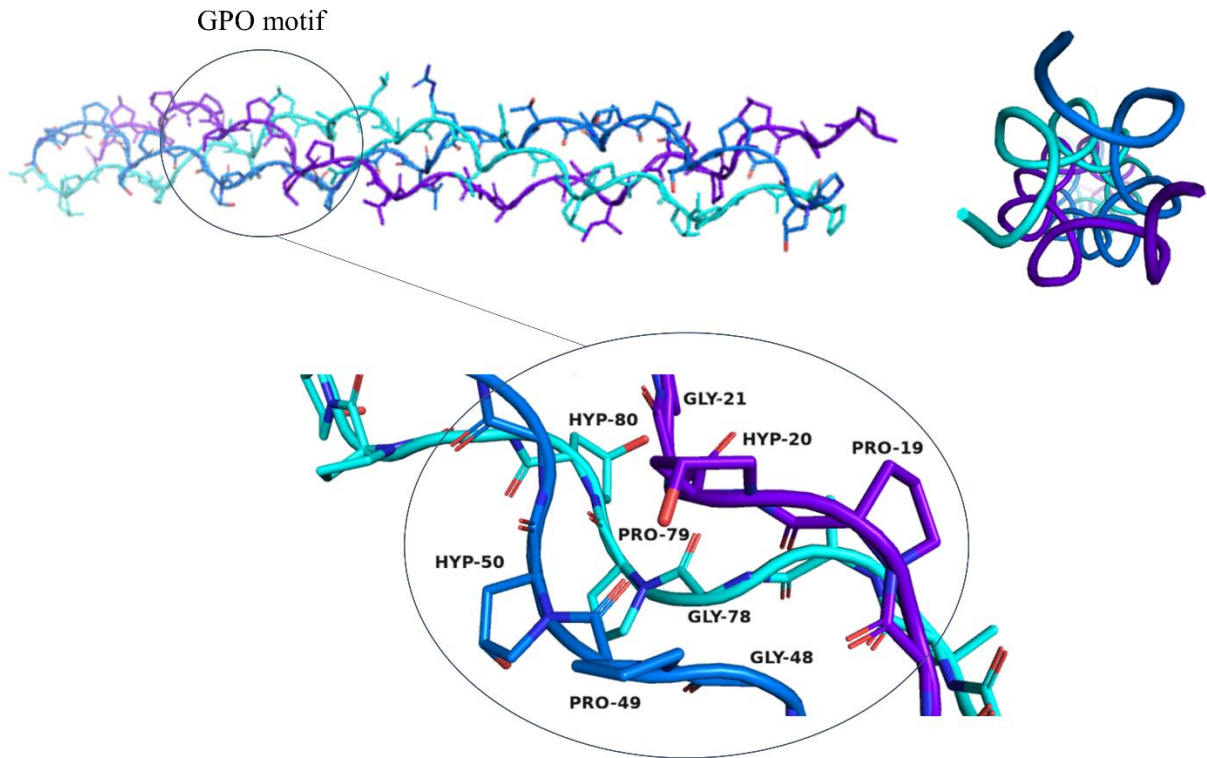 GPO motif
GLY-21
HYP-80
HYP-20
PRO-19
PRO-79
HYP-50
GLY-78
GLY-48
PRO-49